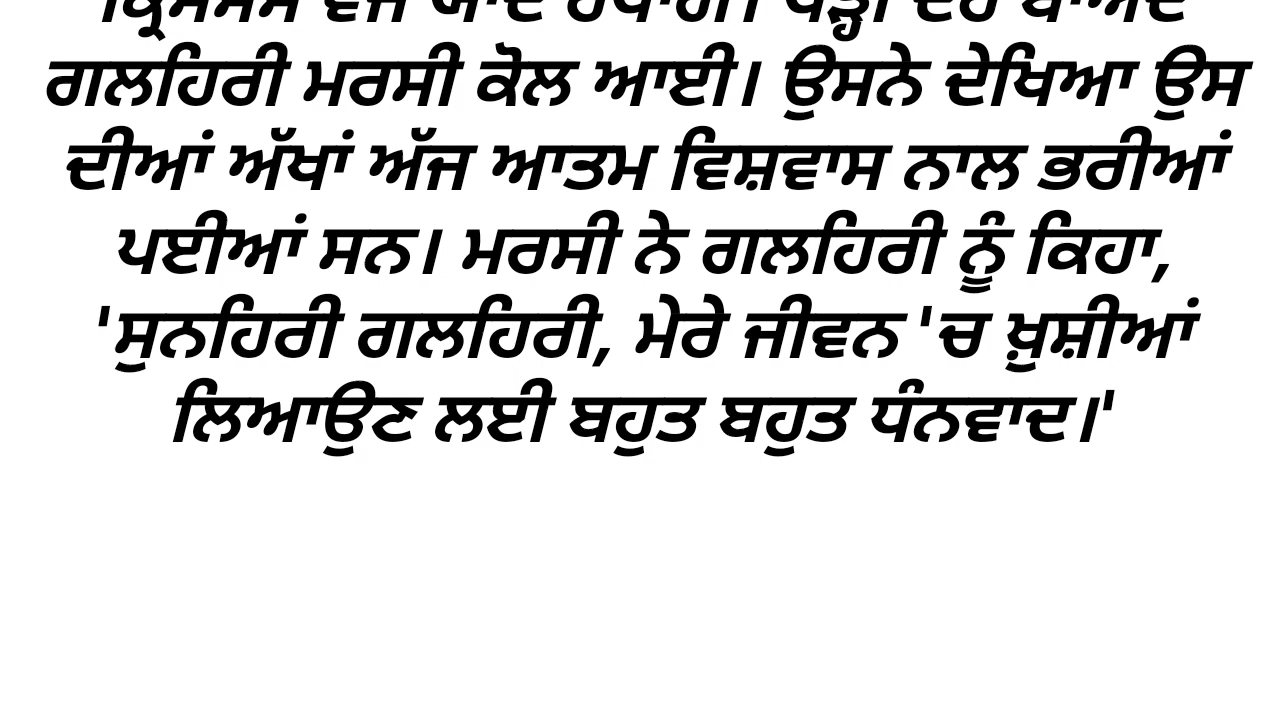 ਗਲਹਿਰੀ ਮਰਸੀ ਕੋਲ ਆਈ। ਉਸਨੇ ਦੇਖਿਆ ਉਸ
ਦੀਆਂ ਅੱਖਾਂ ਅੱਜ ਆਤਮ ਵਿਸ਼ਵਾਸ ਨਾਲ ਭਰੀਆਂ
ਪਈਆਂ ਸਨ। ਮਰਸੀ ਨੇ ਗਲਹਿਰੀ ਨੂੰ ਕਿਹਾ,
'ਸੁਨਹਿਰੀ ਗਲਹਿਰੀ, ਮੇਰੇ ਜੀਵਨ 'ਚ ਖ਼ੁਸ਼ੀਆਂ
ਲਿਆਉਣ ਲਈ ਬਹੁਤ ਬਹੁਤ ਧੰਨਵਾਦ।'